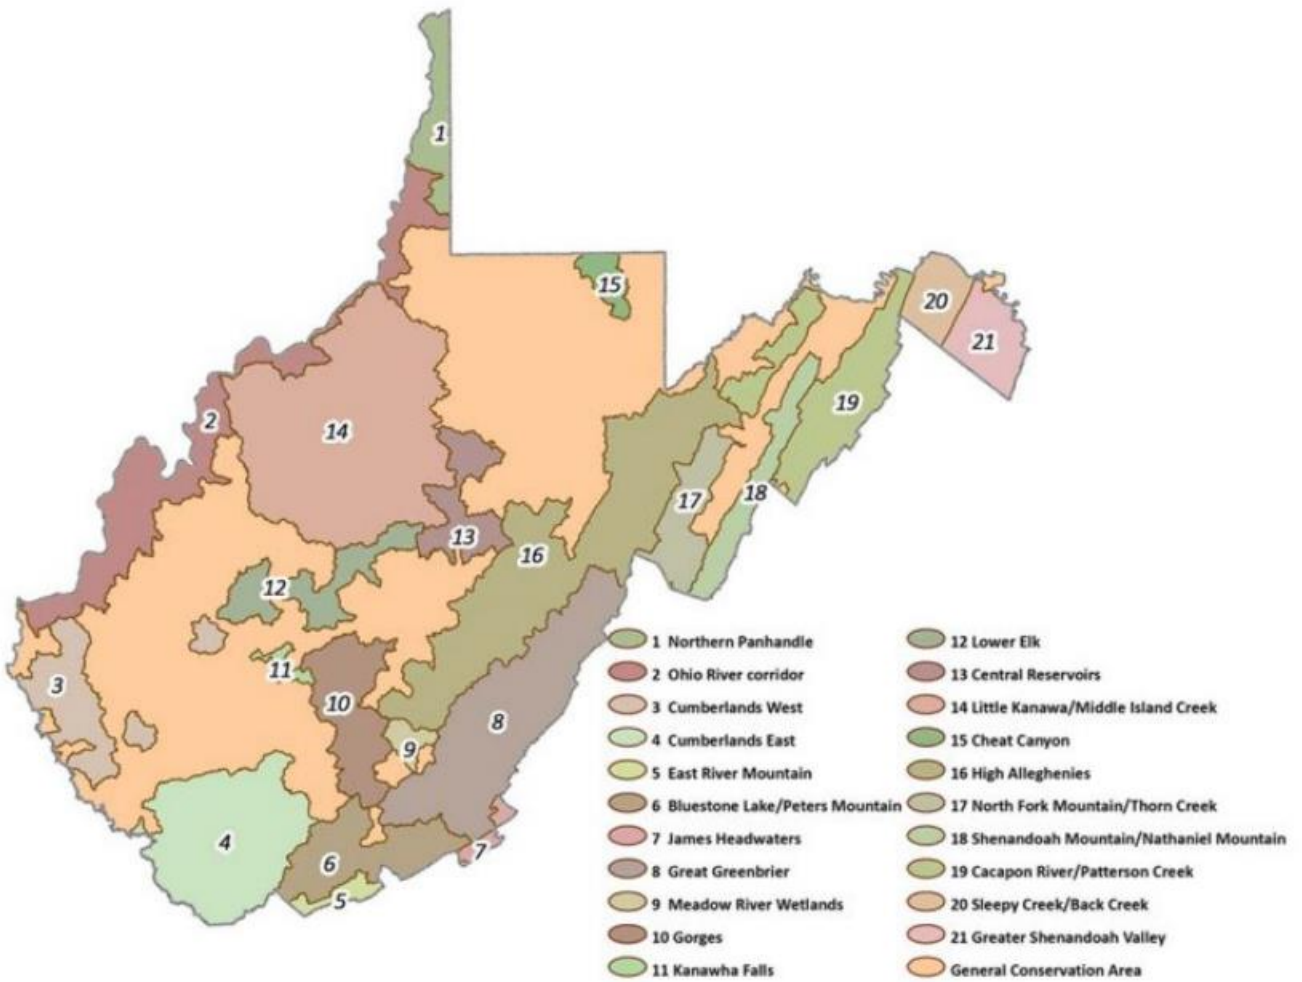 1
15
20
21
2
14
19
17
18
13
16
12
11
3
10
8
9
4
6
7
5
1 Northern Panhandle
2 Ohio River corridor
3 Cumberlands West
4 Cumberlands East
5 East River Mountain
6 Bluestone Lake/Peters Mountain
7 James Headwaters
8 Great Greenbrier
9 Meadow River Wetlands
10 Gorges
11 Kanawha Falls
12 Lower Elk
13 Central Reservoirs
14 Little Kanawa/Middle Island Creek
15 Cheat Canyon
16 High Alleghenies
17 North Fork Mountain/Thorn Creek
18 Shenandoah Mountain/Nathaniel Mountain
19 Cacapon River/Patterson Creek
20 Sleepy Creek/Back Creek
21 Greater Shenandoah Valley
General Conservation Area